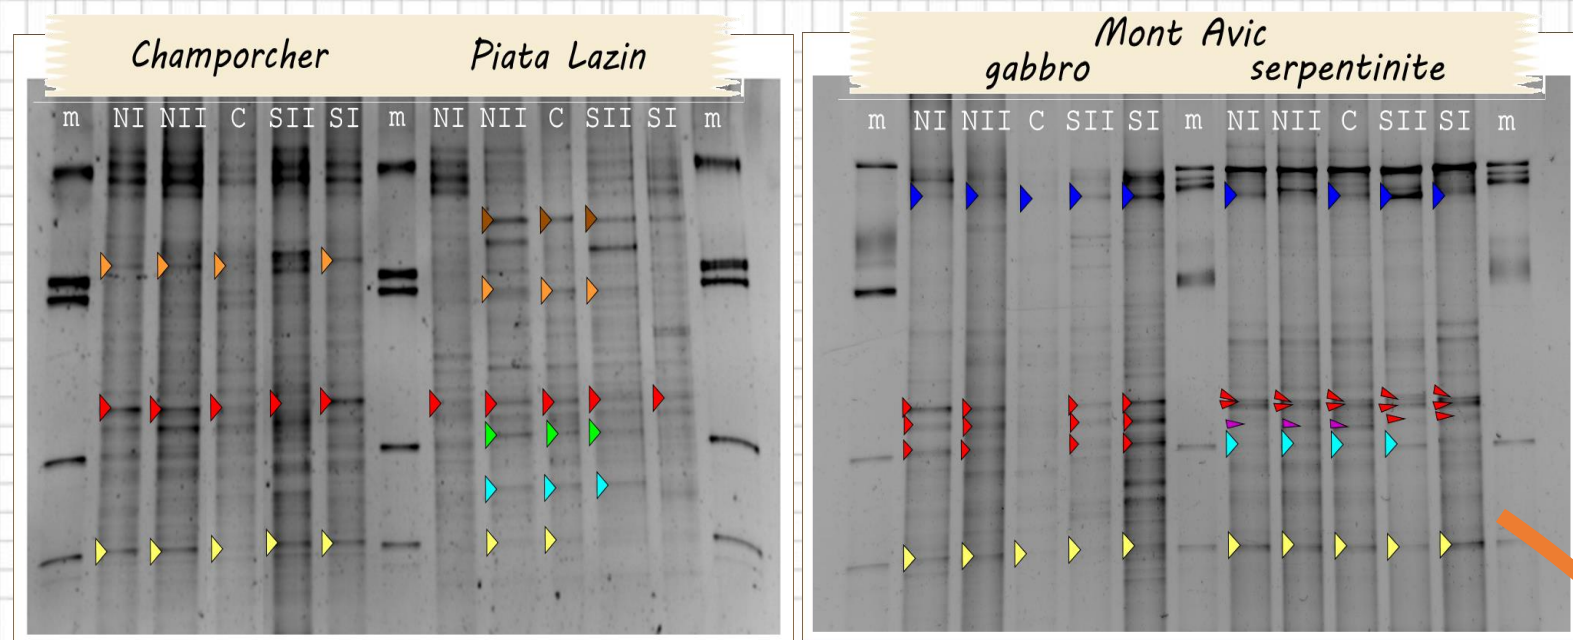 Champorcher Piata Lazin
m NI NII C SII SI m NI NII C SII SI m
Mont Avic
gabbro serpentinite
m NI NII C SII SI m NI NII C SII SI m